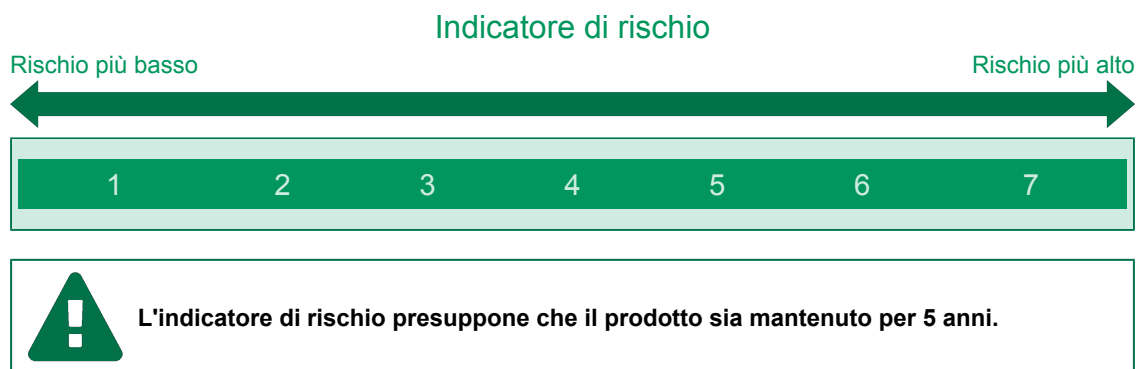 Indicatore di rischio
Rischio più basso Rischio più alto
1 2 3 4 5 6 7
L'indicatore di rischio presuppone che il prodotto sia mantenuto per 5 anni.